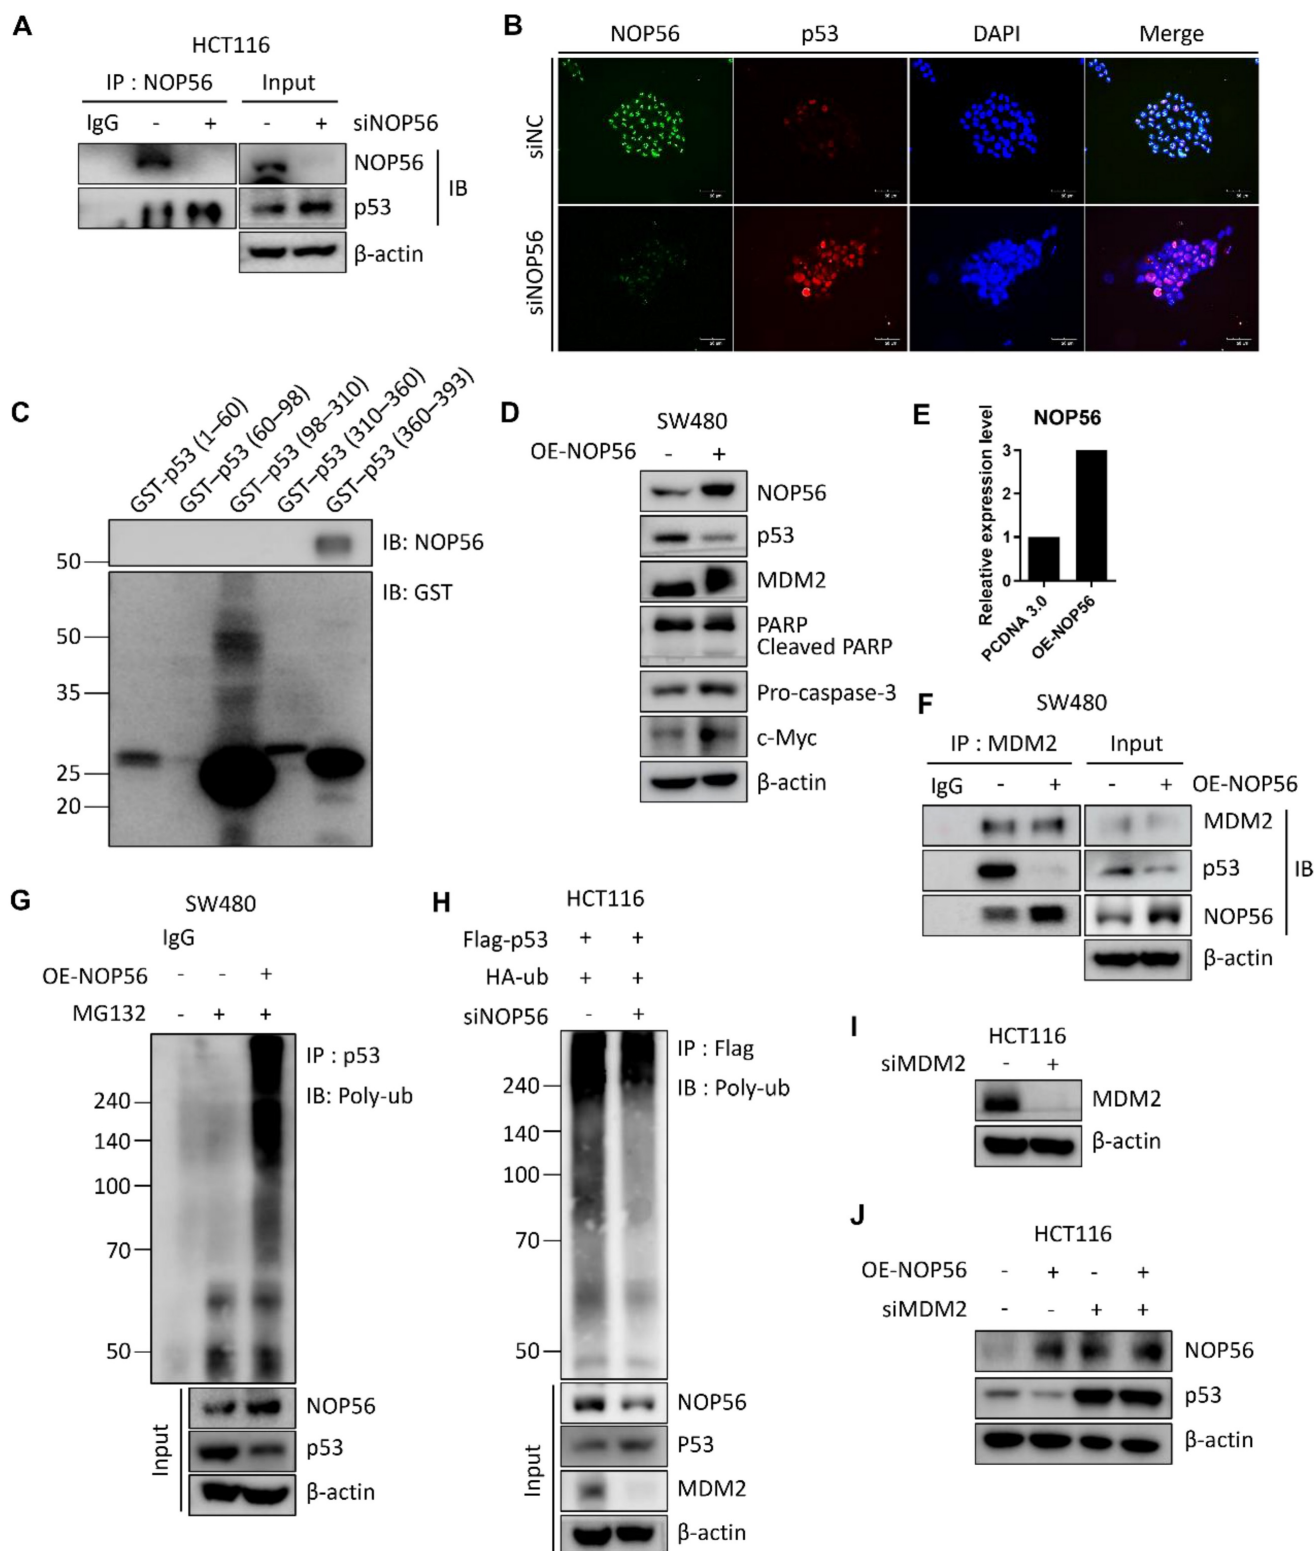 A
HCT116
IP : NOP56 Input
IgG - + - + siNOP56
NOP56
p53
IB
β-actin
B
NOP56 p53 DAPI Merge
siNC
siNOP56
C
GST-p53 (1–60)
GST-p53 (60–98)
GST-p53 (98–310)
GST-p53 (310–360)
GST-p53 (360–393)
IB: NOP56
50
IB: GST
50
35
25
20
D
SW480
OE-NOP56 - +
NOP56
p53
MDM2
PARP
Cleaved PARP
Pro-caspase-3
c-Myc
β-actin
E
NOP56
Releative expression level
3
2
1
0
PCDNA 3.0
OE-NOP56
F
SW480
IP : MDM2 Input
IgG - + - + OE-NOP56
MDM2
p53
NOP56
IB
β-actin
G
SW480
IgG
OE-NOP56 - - +
MG132 - + +
IP : p53
IB: Poly-ub
240
140
100
70
50
Input
NOP56
p53
β-actin
H
HCT116
Flag-p53 + +
HA-ub + +
siNOP56 - +
IP : Flag
IB : Poly-ub
240
140
100
70
50
Input
NOP56
P53
MDM2
β-actin
I
HCT116
siMDM2 - +
MDM2
β-actin
J
HCT116
OE-NOP56 - + - +
siMDM2 - - + +
NOP56
p53
β-actin